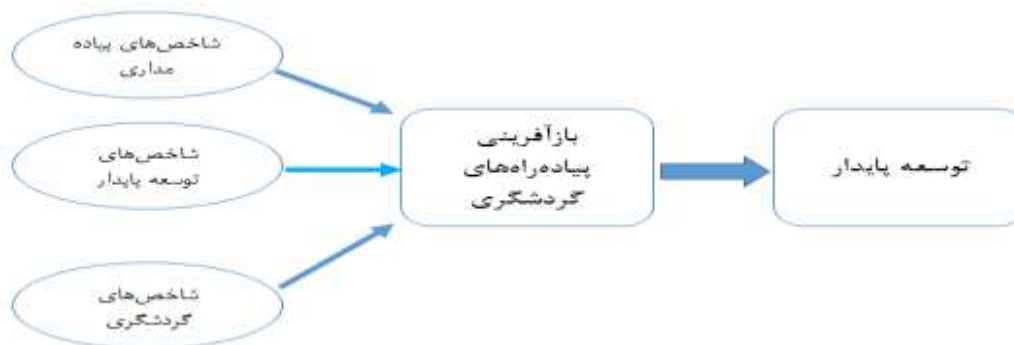 شاخص‌های پیاده
مداری
شاخص‌های
توسعه پایدار
شاخص‌های
گردشگری
بازآفرینی
پیاده‌راه‌های
گردشگری
توسعه پایدار